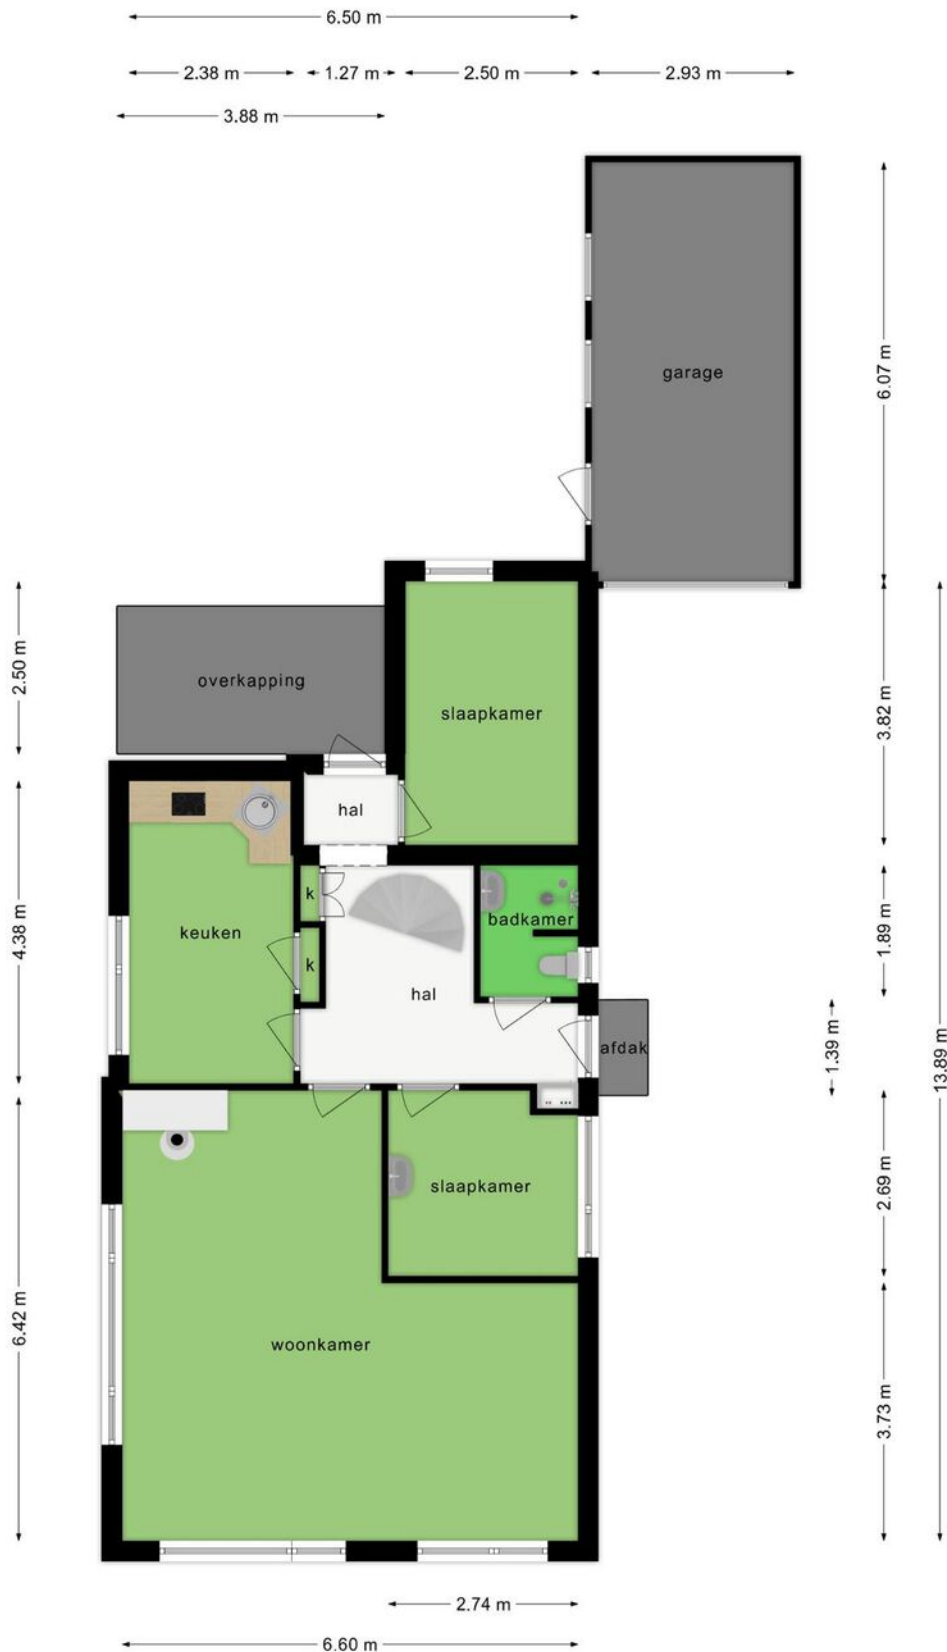 6.50 m
2.38 m
1.27 m
2.50 m
2.93 m
3.88 m
garage
6.07 m
overkapping
2.50 m
slaapkamer
3.82 m
hal
keuken
k
k
badkamer
hal
4.38 m
1.89 m
afdak
1.39 m
13.89 m
slaapkamer
2.69 m
woonkamer
6.42 m
3.73 m
2.74 m
6.60 m